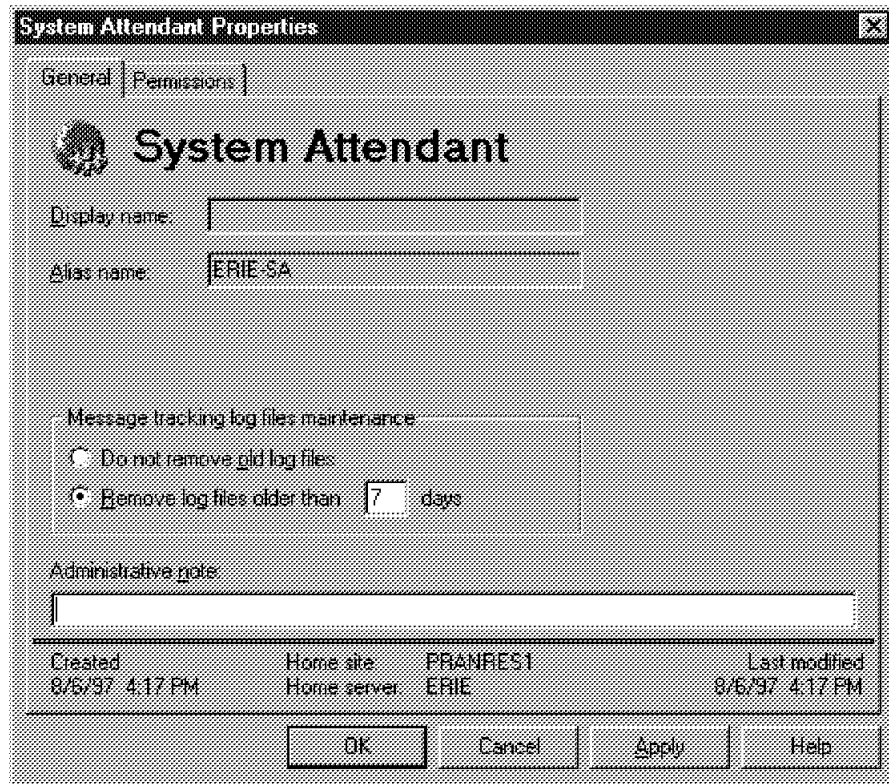 System Attendant Properties
General Permissions
System Attendant
Display name:
Alias name: ERIE-SA
Message tracking log files maintenance
Do not remove old log files
Remove log files older than 7 days
Administrative note:
Created Home site: PRANRES1 Last modified
8/6/97 4:17 PM Home server: ERIE 8/6/97 4:17 PM
OK Cancel Apply Help